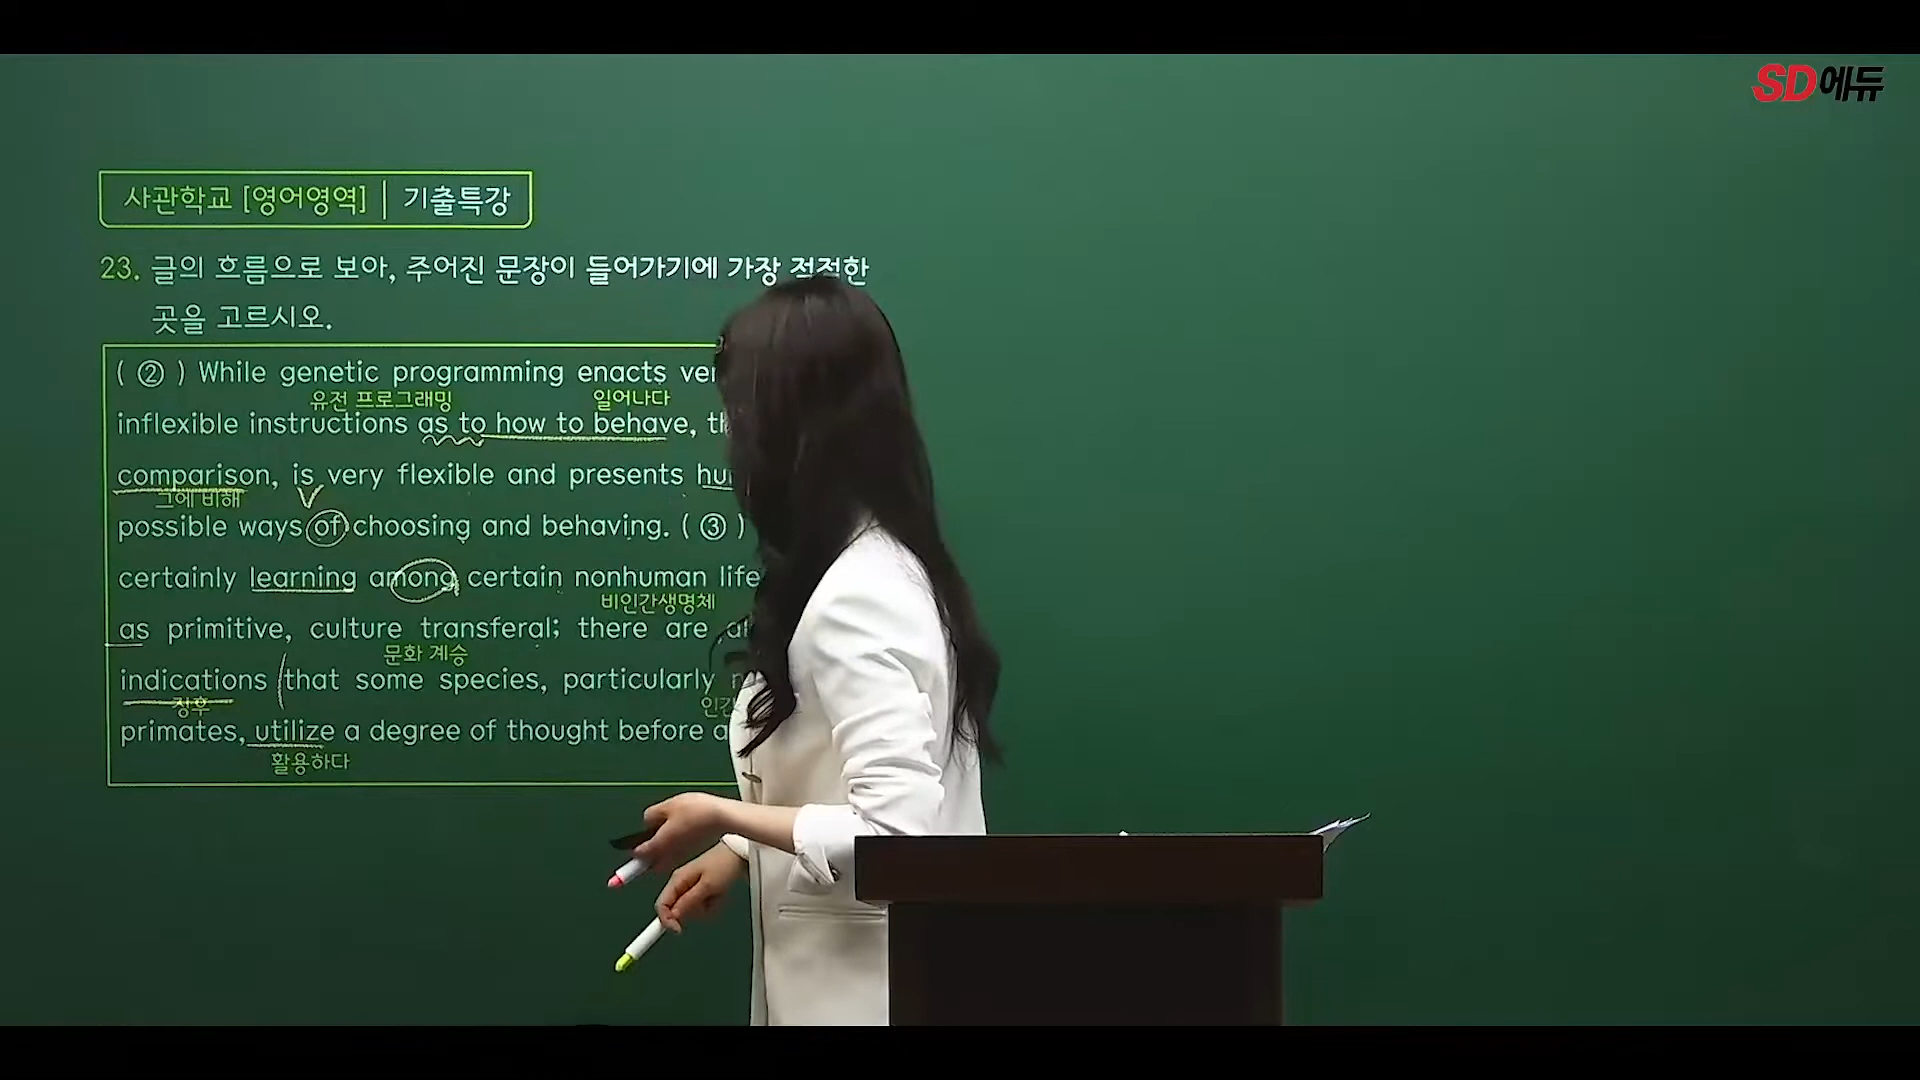 SD에듀
사관학교 [영어영역] | 기출특강
23. 글의 흐름으로 보아, 주어진 문장이 들어가기에 가장 적절한
곳을 고르시오.
( ② ) While genetic programming enacts
유전 프로그래밍 일어나다
inflexible instructions as to how to behave,
comparison, is very flexible and presents
그에 비해
possible ways of choosing and behaving. ( ③ )
certainly learning among certain nonhuman life
비인간생명체
as primitive, culture transferal; there are
문화 계승
indications that some species, particularly
징후
primates, utilize a degree of thought before
활용하다